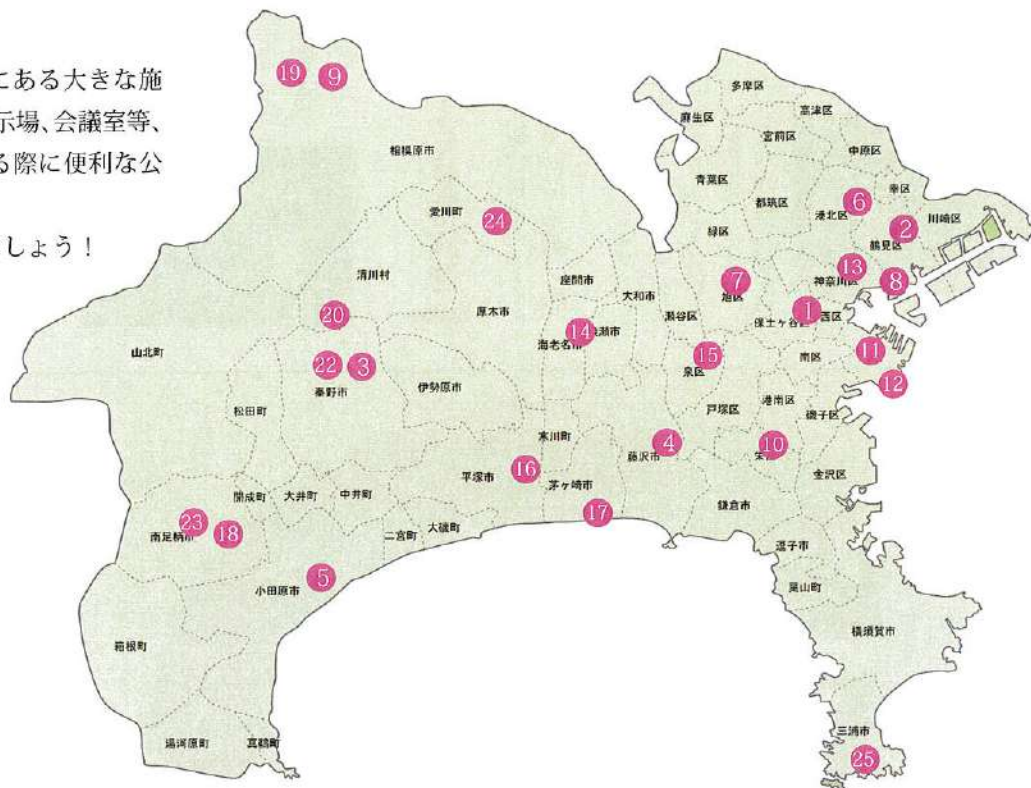 にある大きな施
示場、会議室等、
る際に便利な公
しょう！
19
9
多摩区
麻生区
高津区
宮前区
中原区
相模原市
青葉区
都筑区
港北区
6
幸区
川崎区
2
鶴見区
愛川町
24
緑区
清川村
座間市
7
旭区
13
神奈川区
8
厚木市
大和市
瀬谷区
1
西区
保土ヶ谷区
20
14
海老名市
綾瀬市
山北町
11
15
泉区
南区
22
3
秦野市
伊勢原市
12
松田町
戸塚区
港南区
磯子区
寒川町
4
藤沢市
10
栄
16
平塚市
茅ヶ崎市
金沢区
開成町
大井町
中井町
17
鎌倉市
23
18
南足柄市
二宮町
大磯町
逗子市
5
小田原市
葉山町
横須賀市
箱根町
三浦市
湯河原町
真鶴町
25